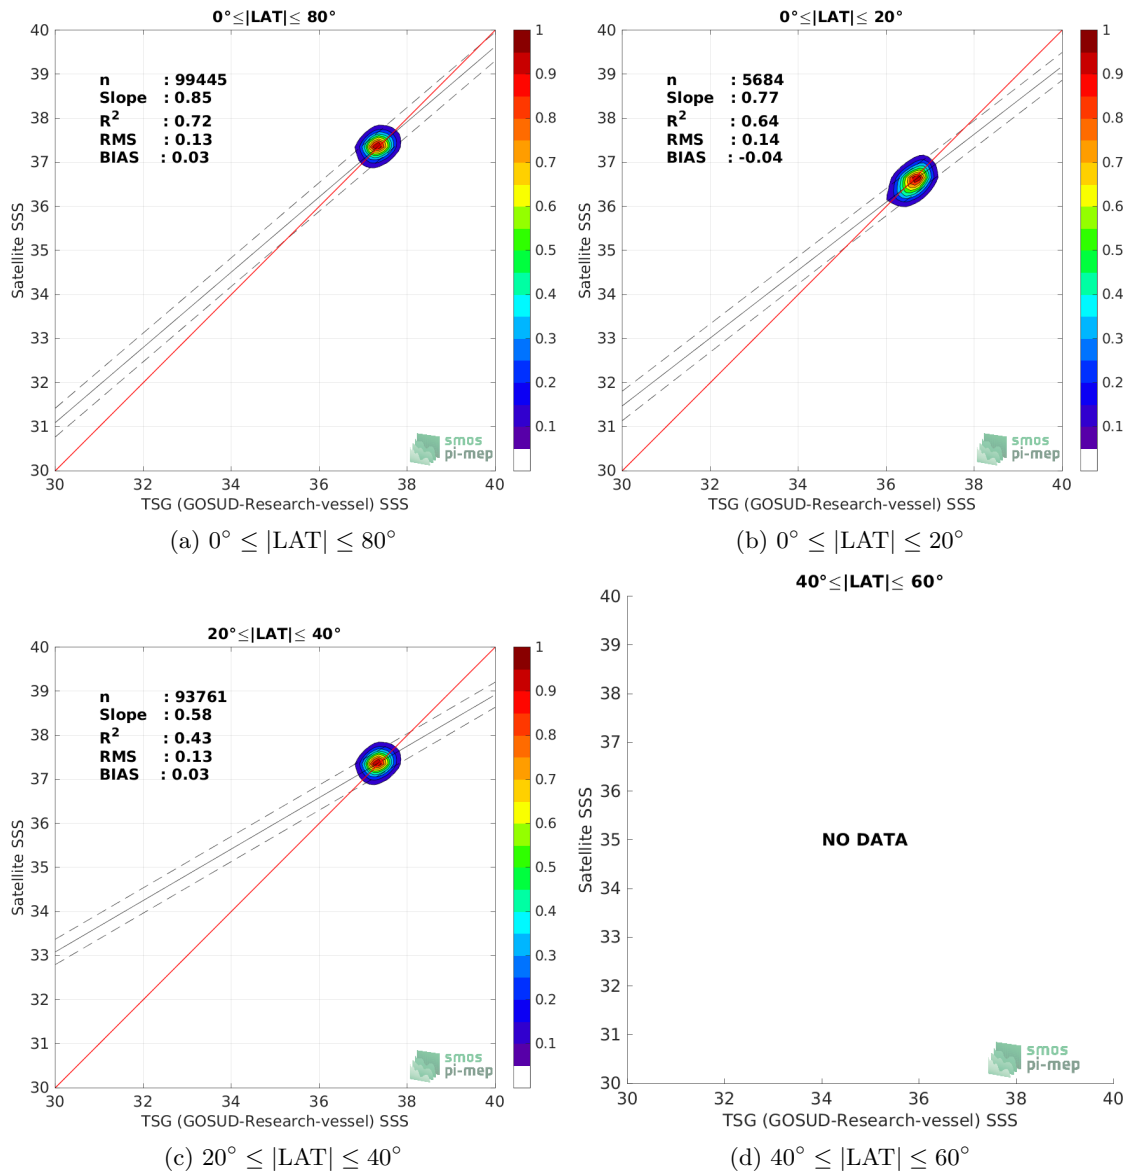 0°≤|LAT|≤ 80°
40
39
38
37
36
35
34
33
32
31
30
Satellite SSS
n : 99445
Slope : 0.85
R² : 0.72
RMS : 0.13
BIAS : 0.03
smos
pi-mep
30 32 34 36 38 40
TSG (GOSUD-Research-vessel) SSS
1
0.9
0.8
0.7
0.6
0.5
0.4
0.3
0.2
0.1
(a) 0° ≤ |LAT| ≤ 80°
0°≤|LAT|≤ 20°
40
39
38
37
36
35
34
33
32
31
30
Satellite SSS
n : 5684
Slope : 0.77
R² : 0.64
RMS : 0.14
BIAS : -0.04
smos
pi-mep
30 32 34 36 38 40
TSG (GOSUD-Research-vessel) SSS
1
0.9
0.8
0.7
0.6
0.5
0.4
0.3
0.2
0.1
(b) 0° ≤ |LAT| ≤ 20°
20°≤|LAT|≤ 40°
40
39
38
37
36
35
34
33
32
31
30
Satellite SSS
n : 93761
Slope : 0.58
R² : 0.43
RMS : 0.13
BIAS : 0.03
smos
pi-mep
30 32 34 36 38 40
TSG (GOSUD-Research-vessel) SSS
1
0.9
0.8
0.7
0.6
0.5
0.4
0.3
0.2
0.1
(c) 20° ≤ |LAT| ≤ 40°
40°≤|LAT|≤ 60°
40
39
38
37
36
35
34
33
32
31
30
Satellite SSS
NO DATA
smos
pi-mep
30 32 34 36 38 40
TSG (GOSUD-Research-vessel) SSS
(d) 40° ≤ |LAT| ≤ 60°